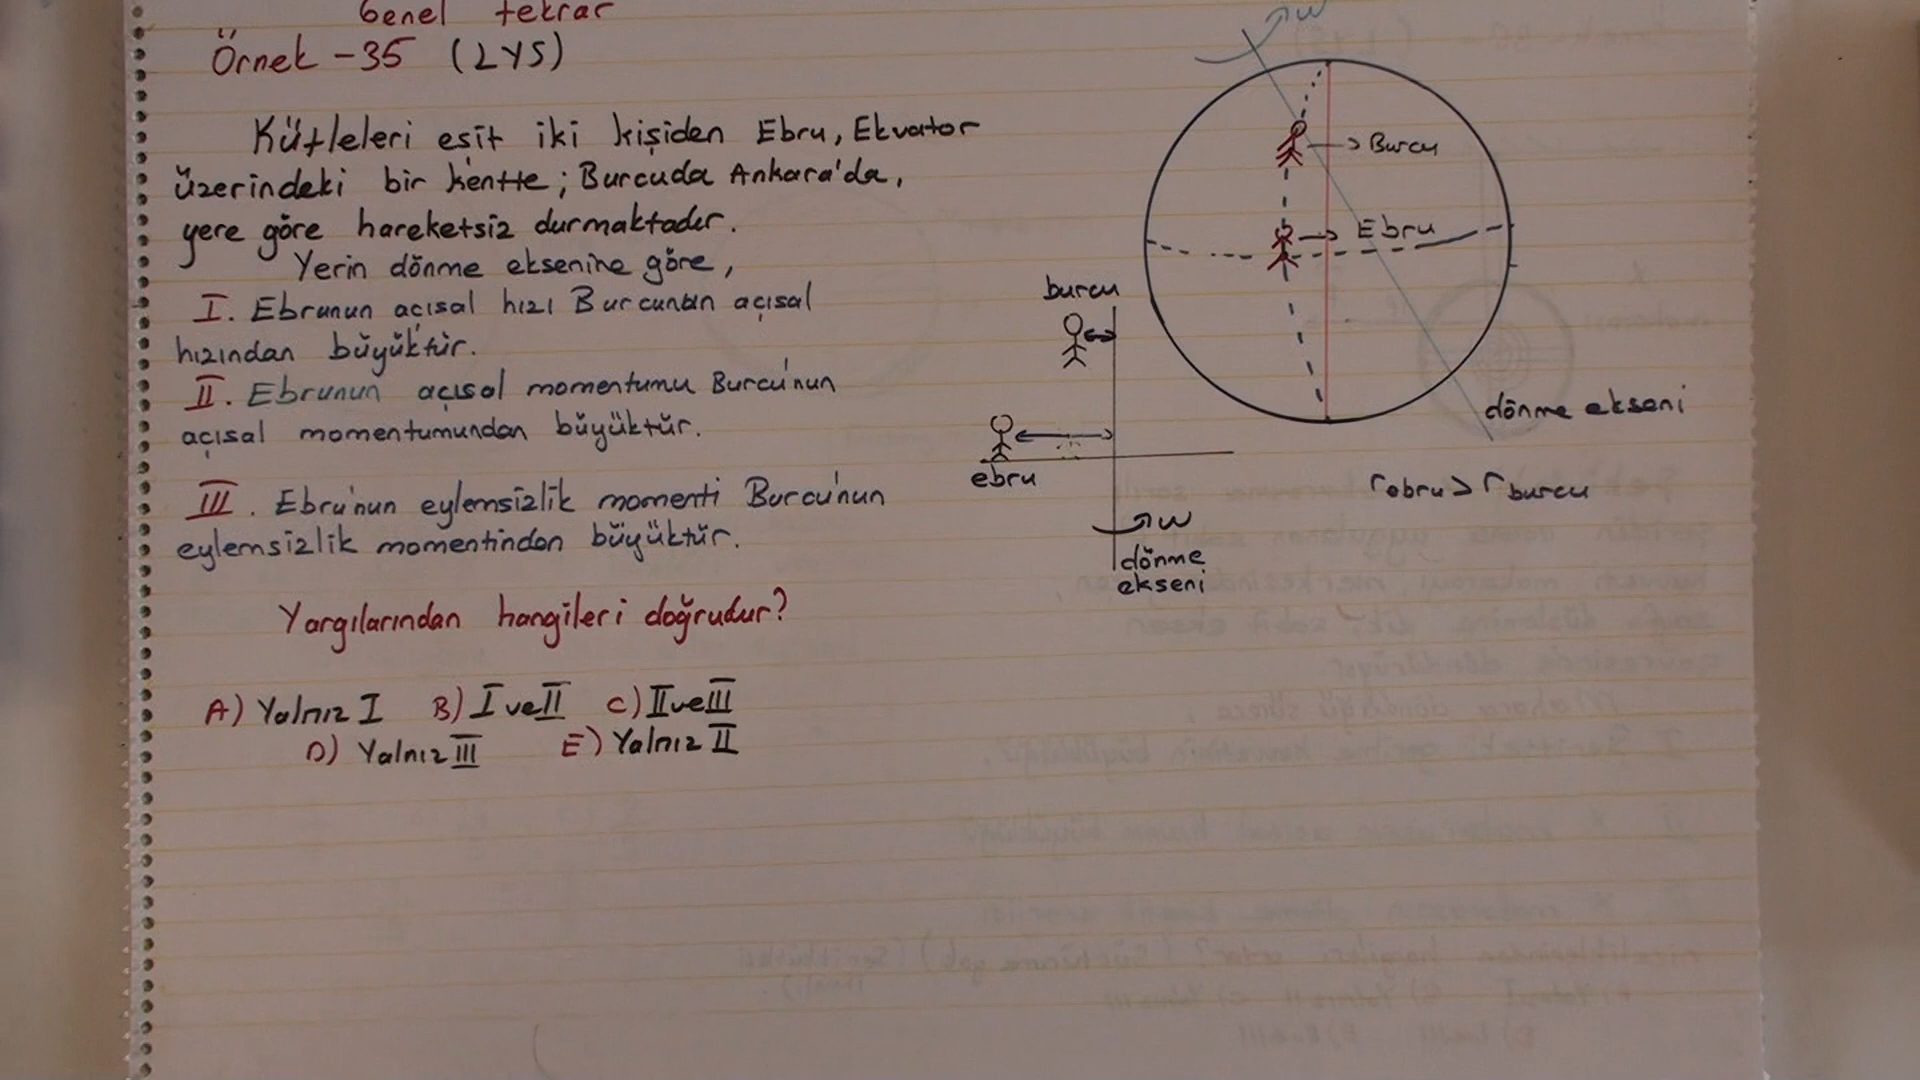 Genel tekrar
Örnek - 35 (LYS)
Kütleleri eşit iki kişiden Ebru, Ekvator
üzerindeki bir kentte; Burcuda Ankara'da,
yere göre hareketsiz durmaktadır.
Yerin dönme eksenine göre,
I. Ebrunun açısal hızı Burcunun açısal
hızından büyüktür.
II. Ebrunun açısal momentumu Burcu'nun
açısal momentumundan büyüktür.
III. Ebru'nun eylemsizlik momenti Burcu'nun
eylemsizlik momentinden büyüktür.
Yargılarından hangileri doğrudur?
A) Yalnız I B) I ve II C) II ve III
D) Yalnız III E) Yalnız II
w
Burcu
Ebru
dönme ekseni
burcu
ebru
w
dönme
ekseni
r ebru > r burcu